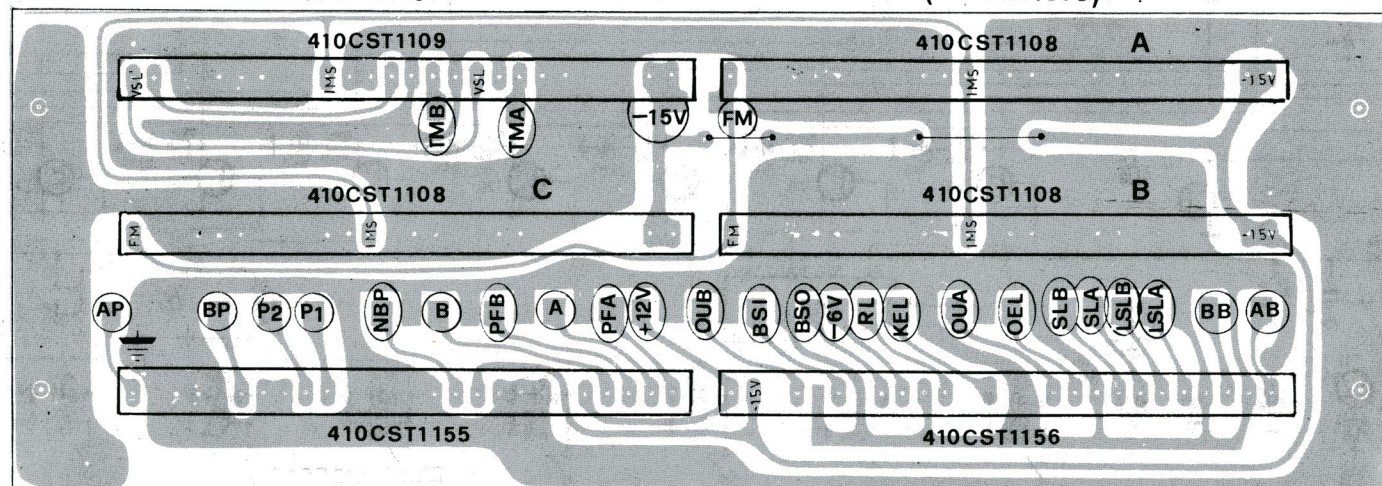 410CST1109
410CST1108 A
VSL IMS VSL IMS -15V
TMB TMA -15V FM
410CST1108 C
410CST1108 B
FM IMS FM IMS -15V
AP BP P2 P1 NBP B PFB A PFA +12V OUB BSI BSO -6V RL KEL OUA OEL SLB SLA LSLB LSLA BB AB
-15V
410CST1155
410CST1156